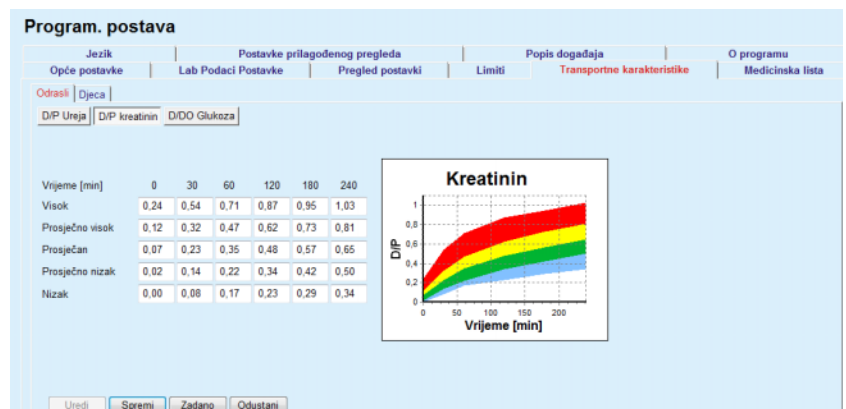 Program. postava
Jezik Postavke prilagođenog pregleda Popis događaja O programu
Opće postavke Lab Podaci Postavke Pregled postavki Limiti Transportne karakteristike Medicinska lista
Odrasli Djeca
D/P Ureja D/P kreatinin D/DO Glukoza
Vrijeme [min] 0 30 60 120 180 240
Visok 0,24 0,54 0,71 0,87 0,95 1,03
Prosječno visok 0,12 0,32 0,47 0,62 0,73 0,81
Prosječan 0,07 0,23 0,35 0,48 0,57 0,65
Prosječno nizak 0,02 0,14 0,22 0,34 0,42 0,50
Nizak 0,00 0,08 0,17 0,23 0,29 0,34
Kreatinin
D/P
1
0,8
0,6
0,4
0,2
0
0 50 100 150 200
Vrijeme [min]
Uredi Spremi Zadano Odustani